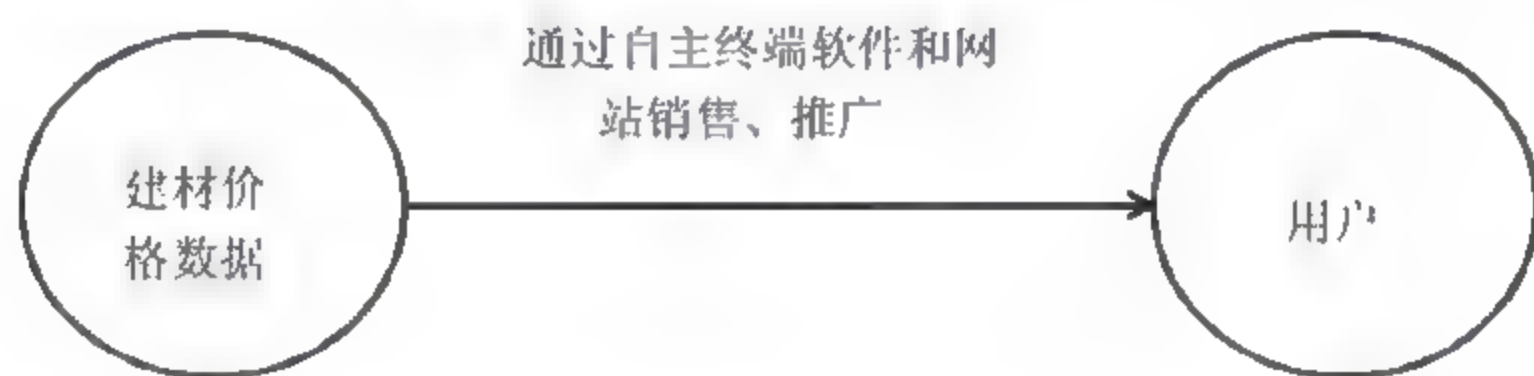 通过自主终端软件和网
站销售、推广
建材价
格数据
用户